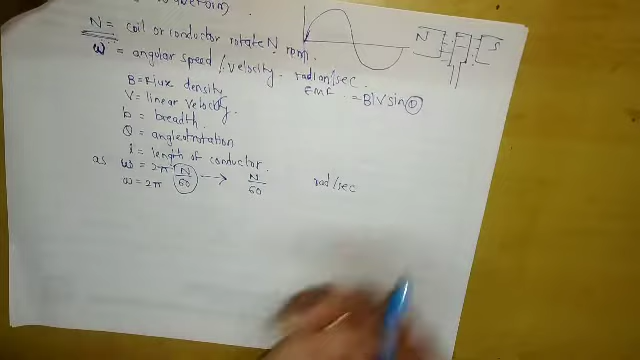 N = coil or conductor rotate N rpm.
N S
ω = angular speed / velocity - radian/sec.
EMF = BlVsinθ
B = Flux density
V = linear velocity.
b = breadth.
θ = angle of rotation
l = length of conductor.
as ω = 2π N/60 --→ N/60 rad/sec
ω = 2π